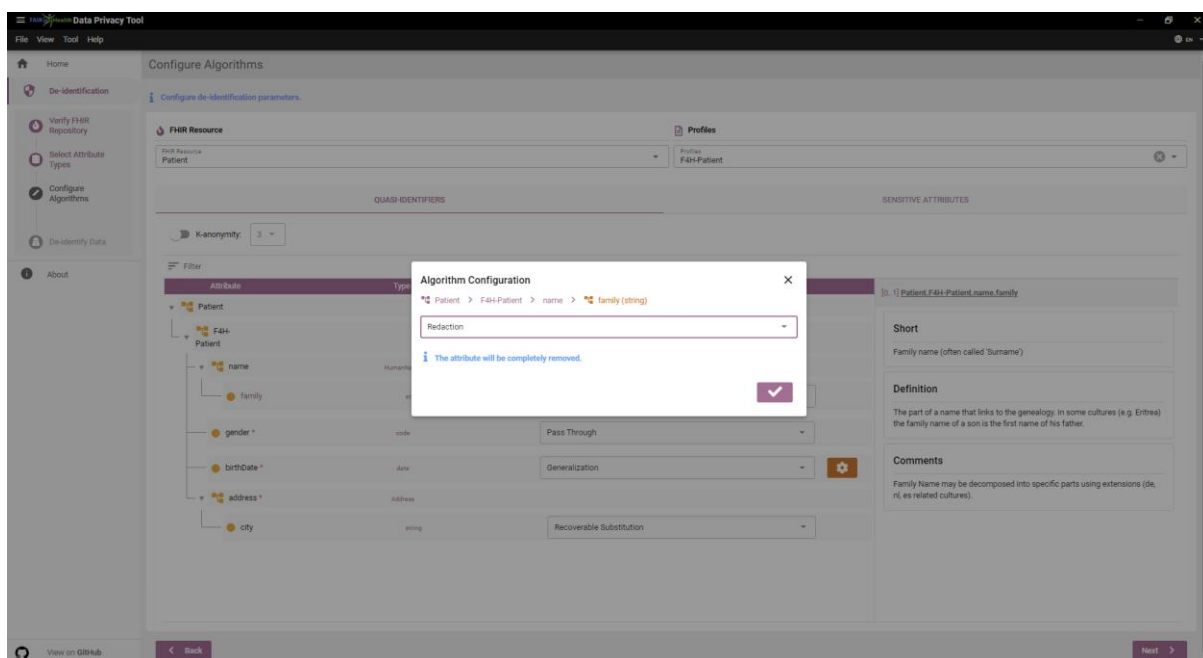 FAIR4Health Data Privacy Tool
File View Tool Help
EN
Home
De-identification
Verify FHIR
Repository
Select Attribute
Types
Configure
Algorithms
De-identify Data
About
View on GitHub
Configure Algorithms
Configure de-identification parameters.
FHIR Resource
Profiles
FHIR Resource
Patient
Profiles
F4H-Patient
QUASI-IDENTIFIERS
SENSITIVE ATTRIBUTES
K-anonymity: 3
Filter
Attribute
Type
Patient
F4H-
Patient
name
family
gender * code Pass Through
birthDate * date Generalization
address * Address
city string Recoverable Substitution
Algorithm Configuration
Patient > F4H-Patient > name > family (string)
Redaction
The attribute will be completely removed.
[0..1] Patient.F4H-Patient.name.family
Short
Family name (often called 'Surname')
Definition
The part of a name that links to the genealogy. In some cultures (e.g. Eritrea)
the family name of a son is the first name of his father.
Comments
Family Name may be decomposed into specific parts using extensions (de,
nl, es related cultures).
Back
Next